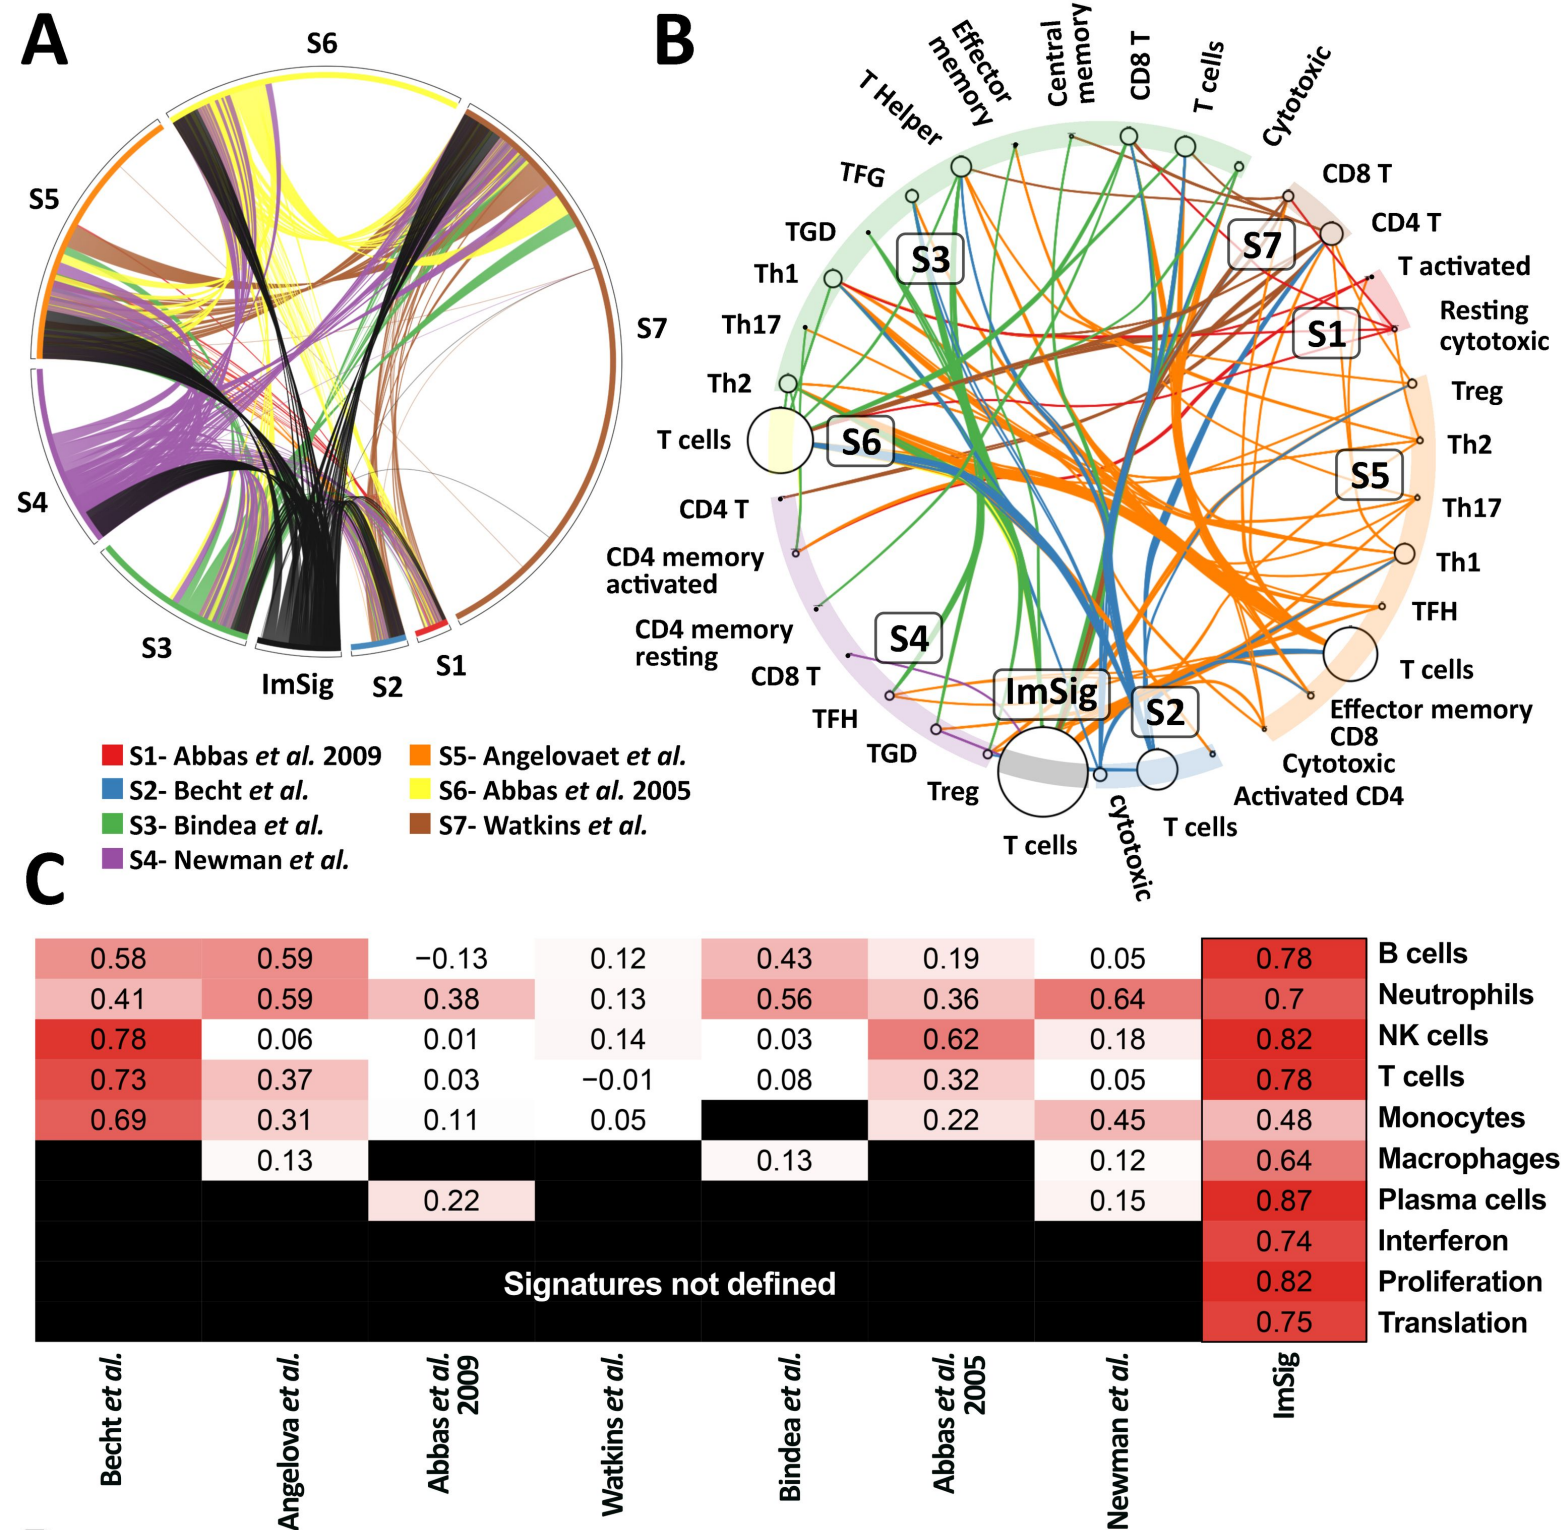 A
S6
S5
S7
S4
S3
ImSig
S2
S1
S1- Abbas et al. 2009
S2- Becht et al.
S3- Bindea et al.
S4- Newman et al.
S5- Angelovaet et al.
S6- Abbas et al. 2005
S7- Watkins et al.
B
Effector
memory
Central
memory
CD8 T
T cells
Cytotoxic
T Helper
TFG
TGD
Th1
Th17
Th2
T cells
CD4 T
CD4 memory
activated
CD4 memory
resting
CD8 T
TFH
TGD
Treg
T cells
cytotoxic
T cells
Activated CD4
Cytotoxic
Effector memory
CD8
T cells
TFH
Th1
Th17
Th2
Treg
Resting
cytotoxic
T activated
CD4 T
CD8 T
S3
S7
S1
S6
S5
S4
ImSig
S2
C
0.58 0.59 −0.13 0.12 0.43 0.19 0.05 0.78 B cells
0.41 0.59 0.38 0.13 0.56 0.36 0.64 0.7 Neutrophils
0.78 0.06 0.01 0.14 0.03 0.62 0.18 0.82 NK cells
0.73 0.37 0.03 −0.01 0.08 0.32 0.05 0.78 T cells
0.69 0.31 0.11 0.05 0.22 0.45 0.48 Monocytes
0.13 0.13 0.12 0.64 Macrophages
0.22 0.15 0.87 Plasma cells
0.74 Interferon
Signatures not defined 0.82 Proliferation
0.75 Translation
Becht et al.
Angelova et al.
Abbas et al.
2009
Watkins et al.
Bindea et al.
Abbas et al.
2005
Newman et al.
ImSig